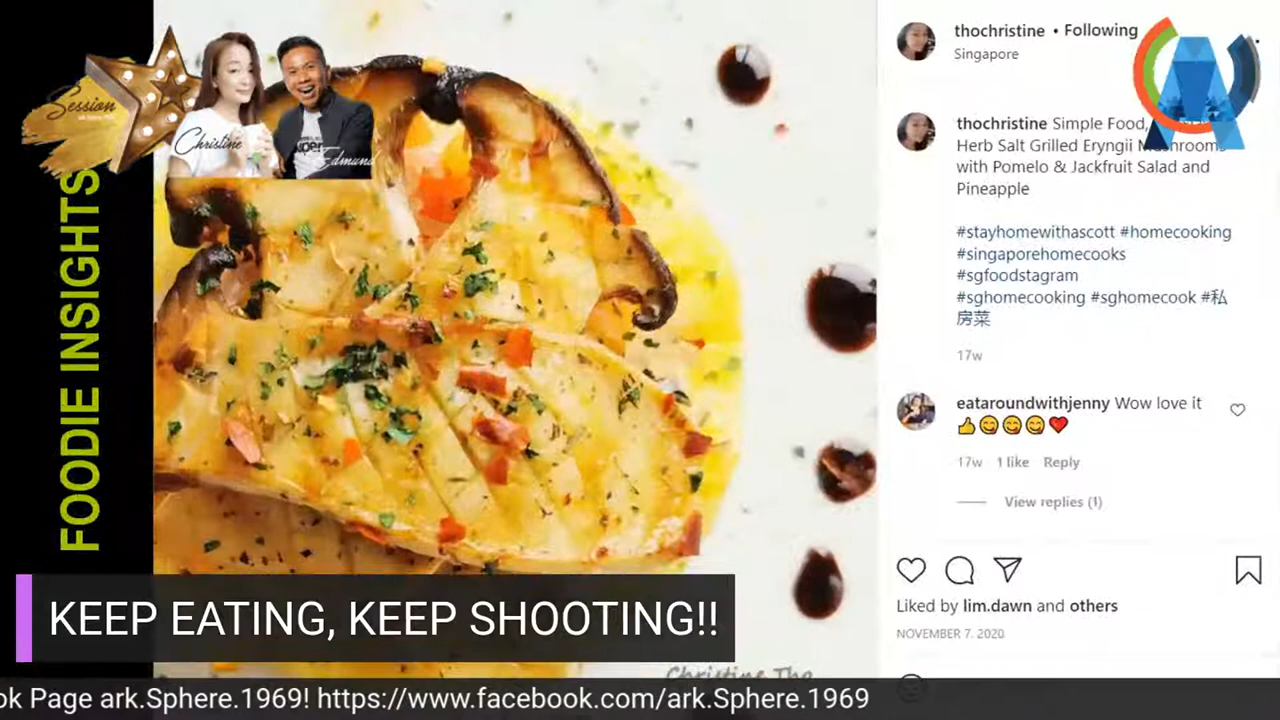 Session
Christine
Edmund
FOODIE INSIGHTS
thochristine • Following
Singapore
thochristine Simple Food,
Herb Salt Grilled Eryngii Mushrooms
with Pomelo & Jackfruit Salad and
Pineapple
#stayhomewithascott #homecooking
#singaporehomecooks
#sgfoodstagram
#sghomecooking #sghomecook #私
房菜
17w
eataroundwithjenny Wow love it
👍😋😋😋❤️
17w 1 like Reply
View replies (1)
Liked by lim.dawn and others
NOVEMBER 7, 2020
KEEP EATING, KEEP SHOOTING!!
Christine Tho
ok Page ark.Sphere.1969! https://www.facebook.com/ark.Sphere.1969